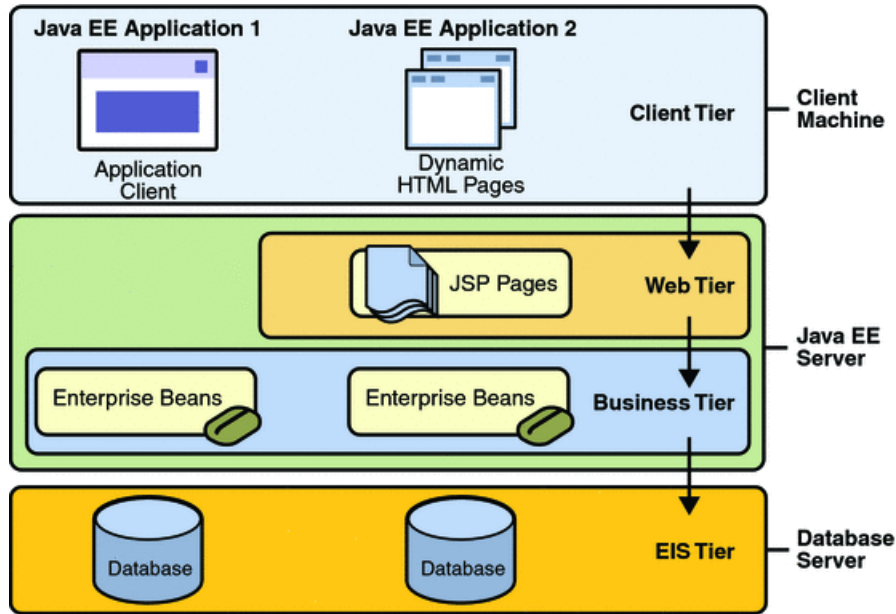 Java EE Application 1
Java EE Application 2
Application
Client
Dynamic
HTML Pages
Client Tier
Client
Machine
JSP Pages
Web Tier
Java EE
Server
Enterprise Beans
Enterprise Beans
Business Tier
Database
Database
EIS Tier
Database
Server